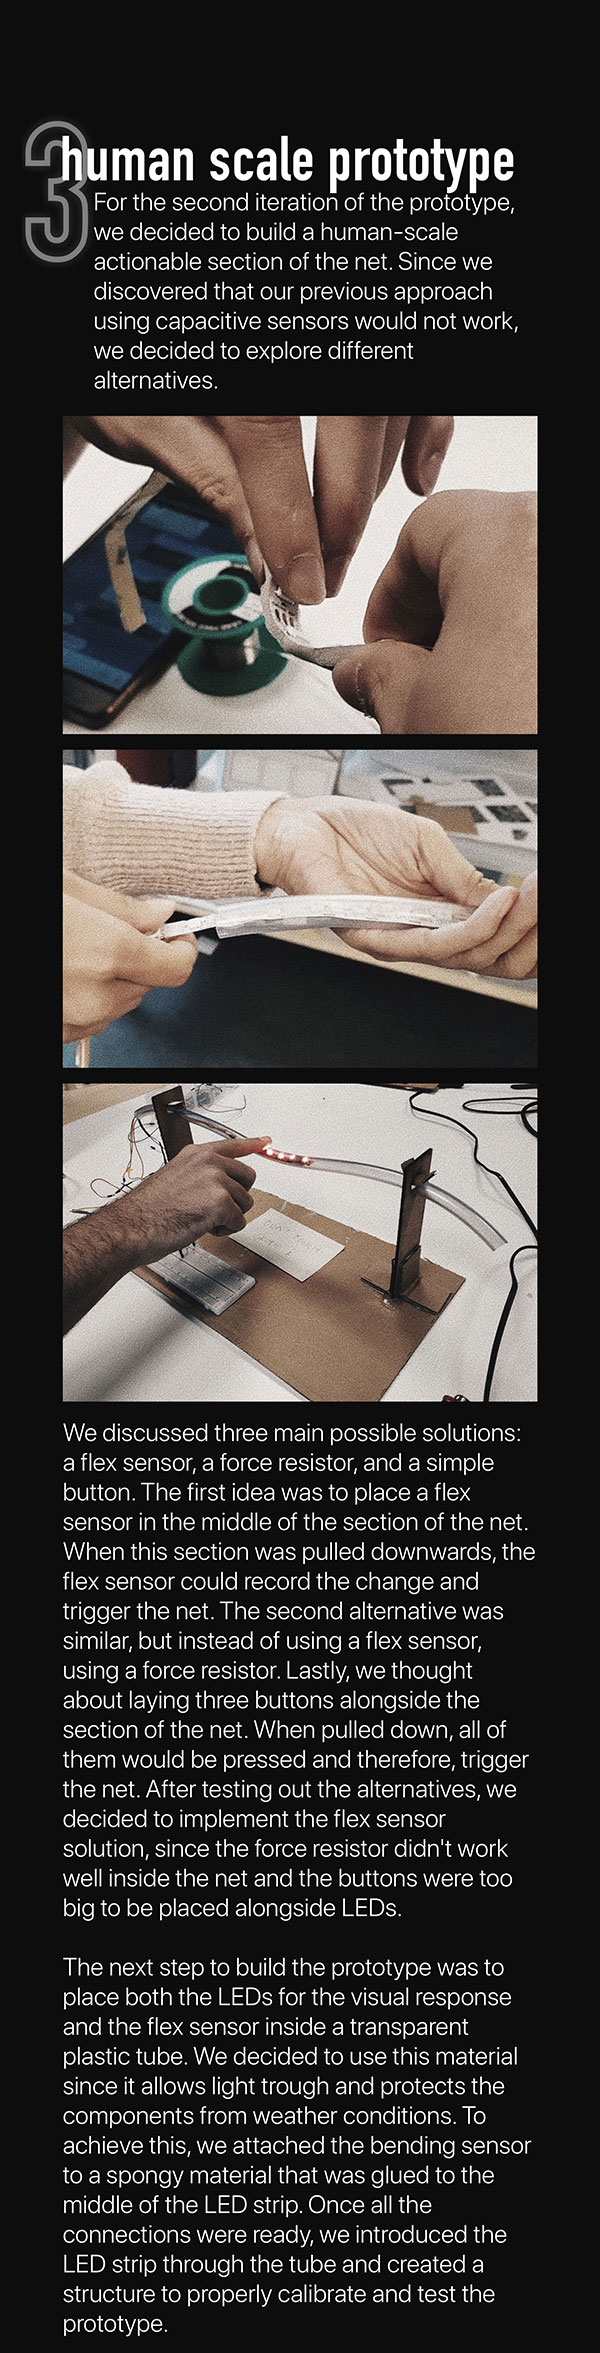 3
human scale prototype
For the second iteration of the prototype,
we decided to build a human-scale
actionable section of the net. Since we
discovered that our previous approach
using capacitive sensors would not work,
we decided to explore different
alternatives.
We discussed three main possible solutions:
a flex sensor, a force resistor, and a simple
button. The first idea was to place a flex
sensor in the middle of the section of the net.
When this section was pulled downwards, the
flex sensor could record the change and
trigger the net. The second alternative was
similar, but instead of using a flex sensor,
using a force resistor. Lastly, we thought
about laying three buttons alongside the
section of the net. When pulled down, all of
them would be pressed and therefore, trigger
the net. After testing out the alternatives, we
decided to implement the flex sensor
solution, since the force resistor didn't work
well inside the net and the buttons were too
big to be placed alongside LEDs.
The next step to build the prototype was to
place both the LEDs for the visual response
and the flex sensor inside a transparent
plastic tube. We decided to use this material
since it allows light trough and protects the
components from weather conditions. To
achieve this, we attached the bending sensor
to a spongy material that was glued to the
middle of the LED strip. Once all the
connections were ready, we introduced the
LED strip through the tube and created a
structure to properly calibrate and test the
prototype.